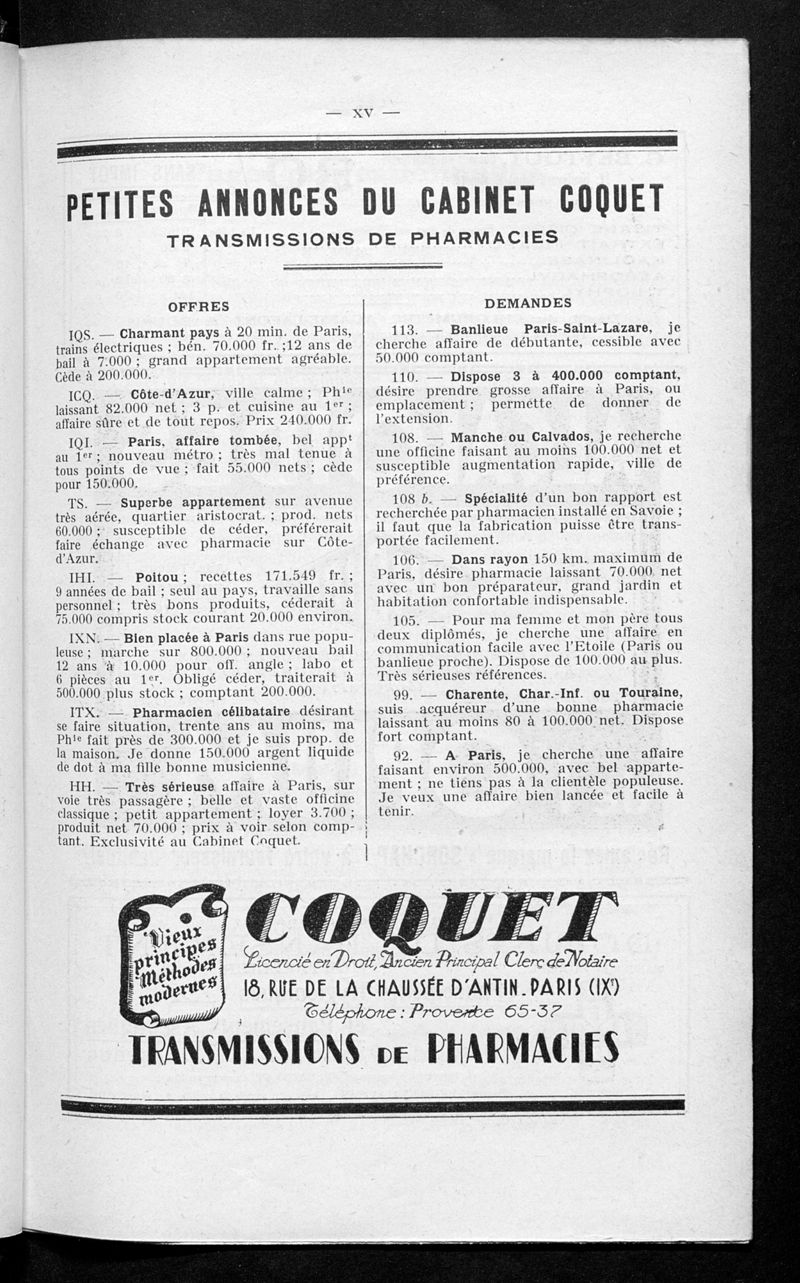 — XV —
PETITES ANNONCES DU CABINET COQUET
TRANSMISSIONS DE PHARMACIES
OFFRES
IQS. — Charmant pays à 20 min. de Paris,
trains électriques ; bén. 70.000 fr. ;12 ans de
bail à 7.000 ; grand appartement agréable.
Cède à 200.000.
ICQ. — Côte-d'Azur, ville calme ; Phie
laissant 82.000 net ; 3 p. et cuisine au 1er ;
affaire sûre et de tout repos. Prix 240.000 fr.
IQI. — Paris, affaire tombée, bel appt
au 1er ; nouveau métro ; très mal tenue à
tous points de vue ; fait 55.000 nets ; cède
pour 150.000.
TS. — Superbe appartement sur avenue
très aérée, quartier aristocrat. ; prod. nets
60.000 ; susceptible de céder, préférerait
faire échange avec pharmacie sur Côte-
d'Azur.
IHI. — Poitou ; recettes 171.549 fr. ;
9 années de bail ; seul au pays, travaille sans
personnel ; très bons produits, céderait à
75.000 compris stock courant 20.000 environ.
IXN. — Bien placée à Paris dans rue popu-
leuse ; marche sur 800.000 ; nouveau bail
12 ans à 10.000 pour off. angle ; labo et
6 pièces au 1er. Obligé céder, traiterait à
500.000 plus stock ; comptant 200.000.
ITX. — Pharmacien célibataire désirant
se faire situation, trente ans au moins, ma
Phie fait près de 300.000 et je suis prop. de
la maison. Je donne 150.000 argent liquide
de dot à ma fille bonne musicienne.
HH. — Très sérieuse affaire à Paris, sur
voie très passagère ; belle et vaste officine
classique ; petit appartement ; loyer 3.700 ;
produit net 70.000 ; prix à voir selon comp-
tant. Exclusivité au Cabinet Coquet.
DEMANDES
113. — Banlieue Paris-Saint-Lazare, je
cherche affaire de débutante, cessible avec
50.000 comptant.
110. — Dispose 3 à 400.000 comptant,
désire prendre grosse affaire à Paris, ou
emplacement ; permette de donner de
l'extension.
108. — Manche ou Calvados, je recherche
une officine faisant au moins 100.000 net et
susceptible augmentation rapide, ville de
préférence.
108 b. — Spécialité d'un bon rapport est
recherchée par pharmacien installé en Savoie ;
il faut que la fabrication puisse être trans-
portée facilement.
106. — Dans rayon 150 km. maximum de
Paris, désire pharmacie laissant 70.000 net
avec un bon préparateur, grand jardin et
habitation confortable indispensable.
105. — Pour ma femme et mon père tous
deux diplômés, je cherche une affaire en
communication facile avec l'Etoile (Paris ou
banlieue proche). Dispose de 100.000 au plus.
Très sérieuses références.
99. — Charente, Char.-Inf. ou Touraine,
suis acquéreur d'une bonne pharmacie
laissant au moins 80 à 100.000 net. Dispose
fort comptant.
92. — A Paris, je cherche une affaire
faisant environ 500.000, avec bel apparte-
ment ; ne tiens pas à la clientèle populeuse.
Je veux une affaire bien lancée et facile à
tenir.
Vieux
principes
Méthodes
modernes
COQUET
Licencié en Droit, Ancien Principal Clerc de Notaire
18, RUE DE LA CHAUSSÉE D'ANTIN . PARIS (IXe)
Téléphone : Provence 65-37
TRANSMISSIONS DE PHARMACIES